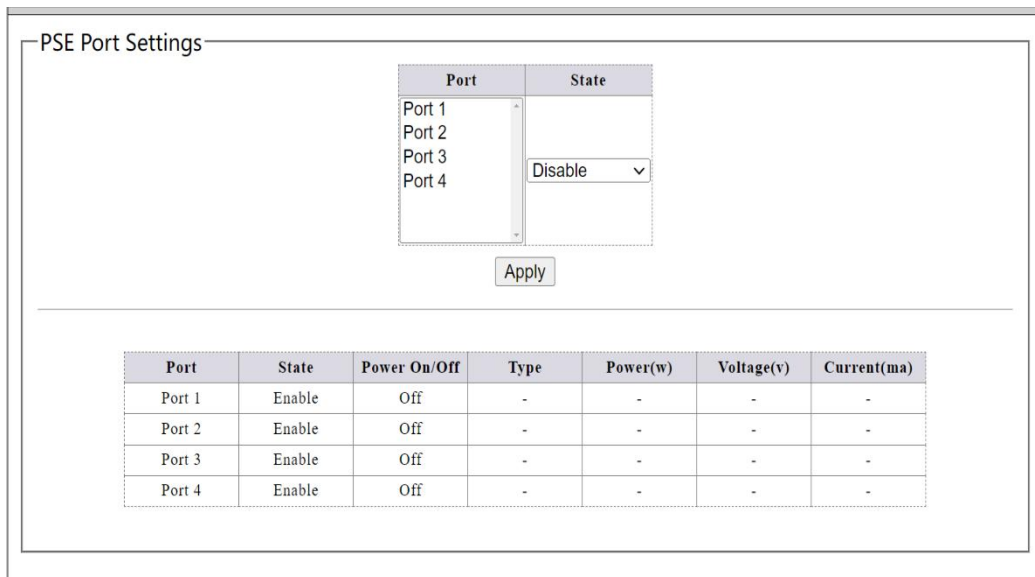 PSE Port Settings
Port State
Port 1
Port 2
Port 3
Port 4
Disable
Apply
Port State Power On/Off Type Power(w) Voltage(v) Current(ma)
Port 1 Enable Off - - - -
Port 2 Enable Off - - - -
Port 3 Enable Off - - - -
Port 4 Enable Off - - - -